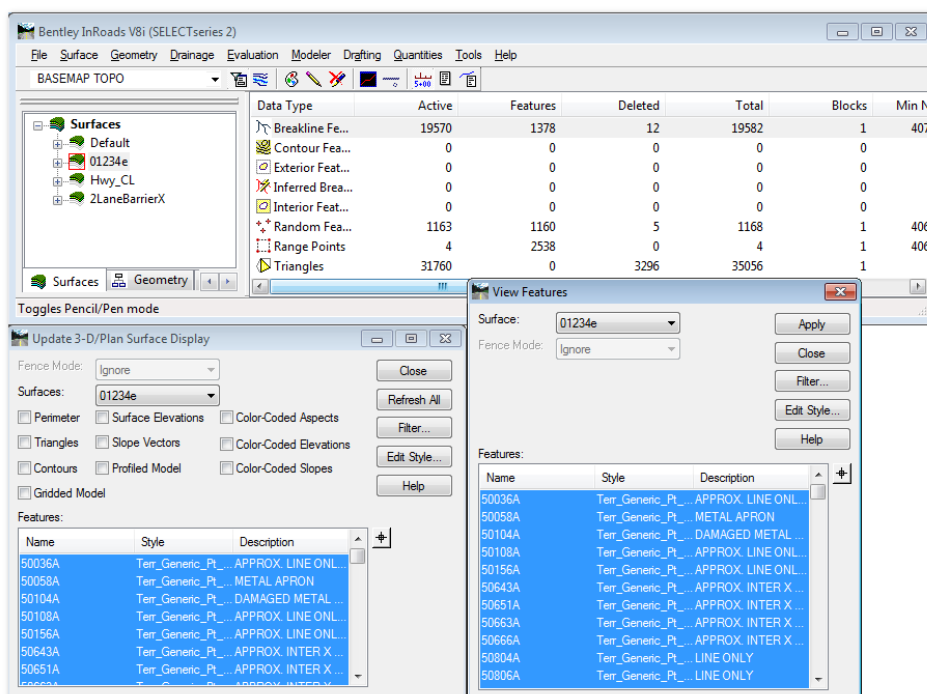 Bentley InRoads V8i (SELECTseries 2)
File Surface Geometry Drainage Evaluation Modeler Drafting Quantities Tools Help
BASEMAP TOPO
5+00
Surfaces
Default
01234e
Hwy_CL
2LaneBarrierX
Surfaces Geometry
Data Type Active Features Deleted Total Blocks Min N
Breakline Fe... 19570 1378 12 19582 1 407
Contour Fea... 0 0 0 0 0
Exterior Feat... 0 0 0 0 0
Inferred Brea... 0 0 0 0 0
Interior Feat... 0 0 0 0 0
Random Fea... 1163 1160 5 1168 1 406
Range Points 4 2538 0 4 1 406
Triangles 31760 0 3296 35056 1
Toggles Pencil/Pen mode
Update 3-D/Plan Surface Display
Fence Mode: Ignore
Surfaces: 01234e
Perimeter Surface Elevations Color-Coded Aspects
Triangles Slope Vectors Color-Coded Elevations
Contours Profiled Model Color-Coded Slopes
Gridded Model
Close
Refresh All
Filter...
Edit Style...
Help
Features:
Name Style Description
50036A Terr_Generic_Pt_... APPROX. LINE ONL...
50058A Terr_Generic_Pt_... METAL APRON
50104A Terr_Generic_Pt_... DAMAGED METAL ...
50108A Terr_Generic_Pt_... APPROX. LINE ONL...
50156A Terr_Generic_Pt_... APPROX. LINE ONL...
50643A Terr_Generic_Pt_... APPROX. INTER X ...
50651A Terr_Generic_Pt_... APPROX. INTER X ...
View Features
Surface: 01234e
Fence Mode: Ignore
Apply
Close
Filter...
Edit Style...
Help
Features:
Name Style Description
50036A Terr_Generic_Pt_... APPROX. LINE ONL...
50058A Terr_Generic_Pt_... METAL APRON
50104A Terr_Generic_Pt_... DAMAGED METAL ...
50108A Terr_Generic_Pt_... APPROX. LINE ONL...
50156A Terr_Generic_Pt_... APPROX. LINE ONL...
50643A Terr_Generic_Pt_... APPROX. INTER X ...
50651A Terr_Generic_Pt_... APPROX. INTER X ...
50663A Terr_Generic_Pt_... APPROX. INTER X ...
50666A Terr_Generic_Pt_... APPROX. INTER X ...
50804A Terr_Generic_Pt_... LINE ONLY
50806A Terr_Generic_Pt_... LINE ONLY